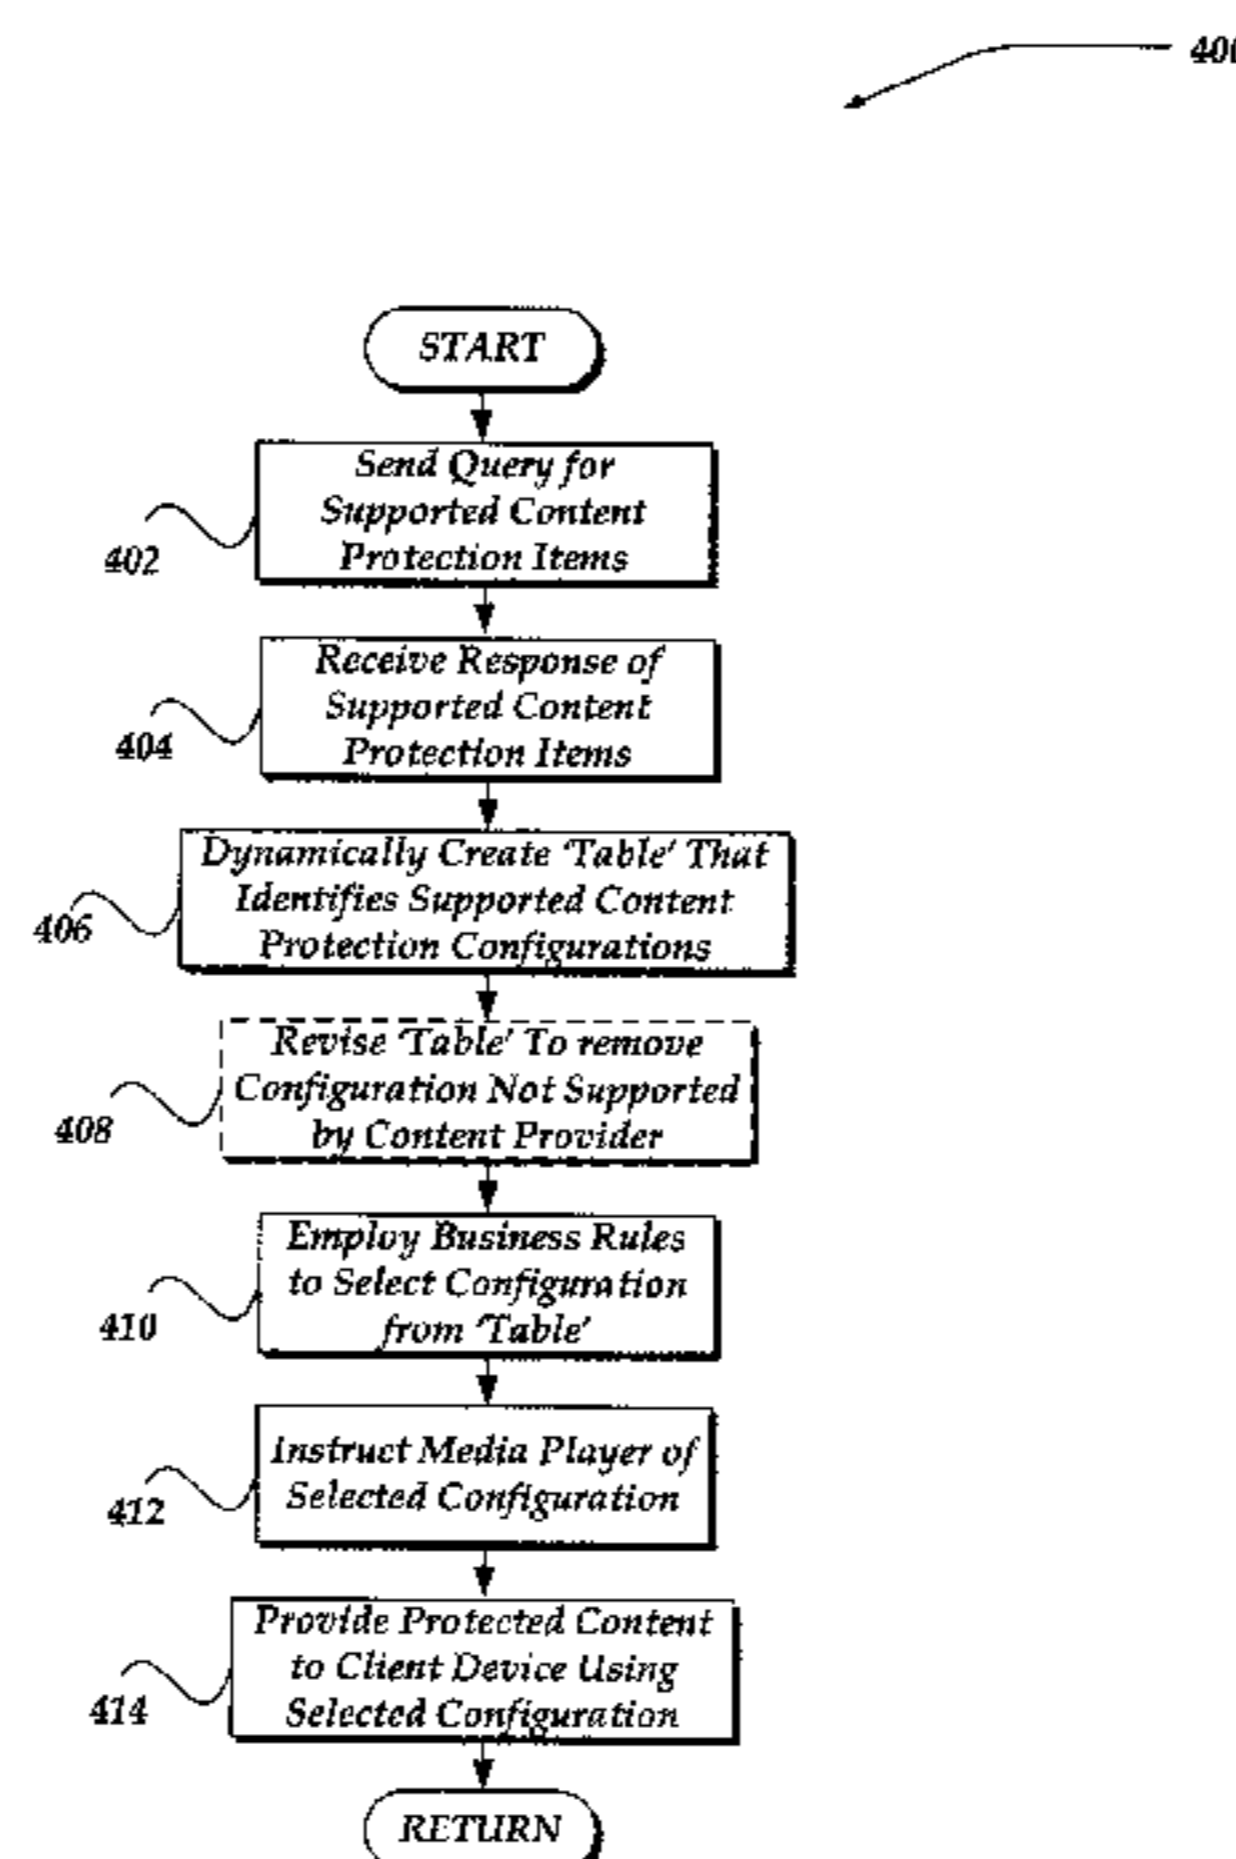 400
START
Send Query for
Supported Content
Protection Items
402
Receive Response of
Supported Content
Protection Items
404
Dynamically Create 'Table' That
Identifies Supported Content
Protection Configurations
406
Revise 'Table' To remove
Configuration Not Supported
by Content Provider
408
Employ Business Rules
to Select Configuration
from 'Table'
410
Instruct Media Player of
Selected Configuration
412
Provide Protected Content
to Client Device Using
Selected Configuration
414
RETURN